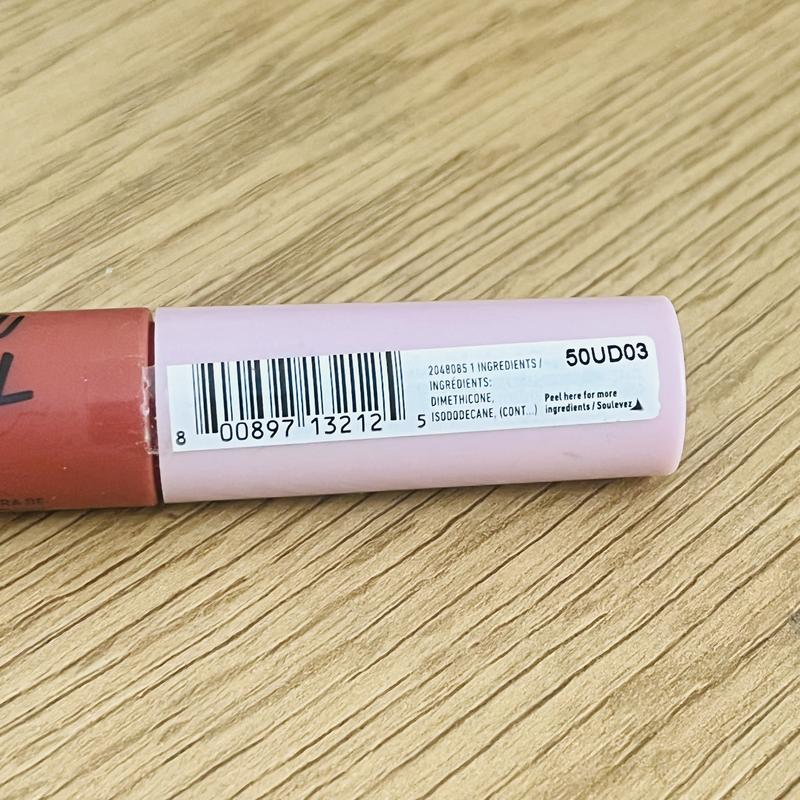 8 00897 13212 5
2048085 1 INGREDIENTS /
INGRÉDIENTS:
DIMETHICONE,
ISODODECANE, (CONT...)
50UD03
Peel here for more
ingredients / Soulevez